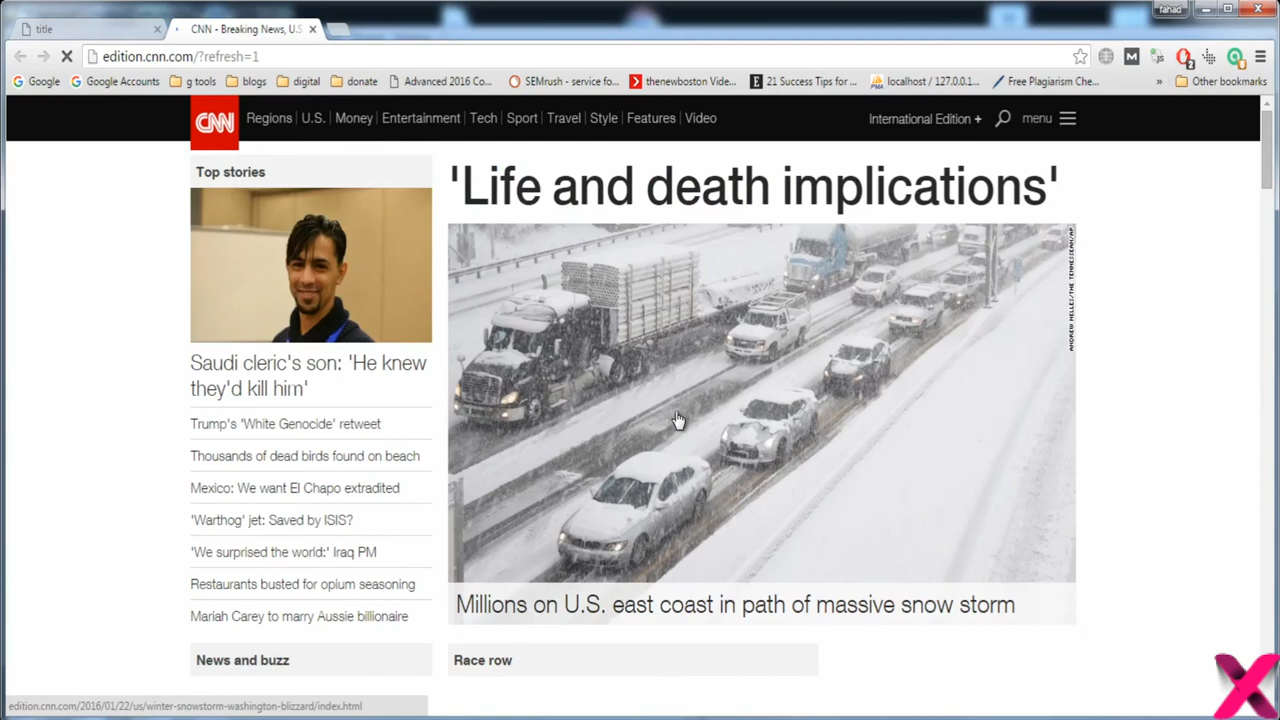 fahad
title
CNN - Breaking News, U.S
edition.cnn.com/?refresh=1
Google
Google Accounts
g tools
blogs
digital
donate
Advanced 2016 Co...
SEMrush - service fo...
thenewboston Vide...
21 Success Tips for ...
localhost / 127.0.0.1...
Free Plagiarism Che...
»
Other bookmarks
CNN
Regions
U.S.
Money
Entertainment
Tech
Sport
Travel
Style
Features
Video
International Edition +
menu
Top stories
'Life and death implications'
ANDREW NELLES/THE TENNESSEAN/AP
Saudi cleric's son: 'He knew
they'd kill him'
Trump's 'White Genocide' retweet
Thousands of dead birds found on beach
Mexico: We want El Chapo extradited
'Warthog' jet: Saved by ISIS?
'We surprised the world:' Iraq PM
Restaurants busted for opium seasoning
Mariah Carey to marry Aussie billionaire
Millions on U.S. east coast in path of massive snow storm
News and buzz
Race row
edition.cnn.com/2016/01/22/us/winter-snowstorm-washington-blizzard/index.html
X